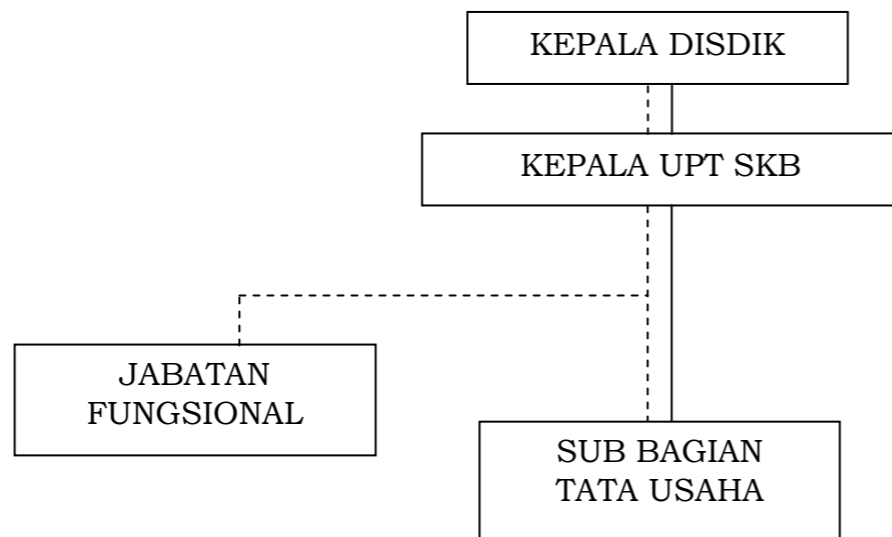 KEPALA DISDIK
KEPALA UPT SKB
JABATAN
FUNGSIONAL
SUB BAGIAN
TATA USAHA